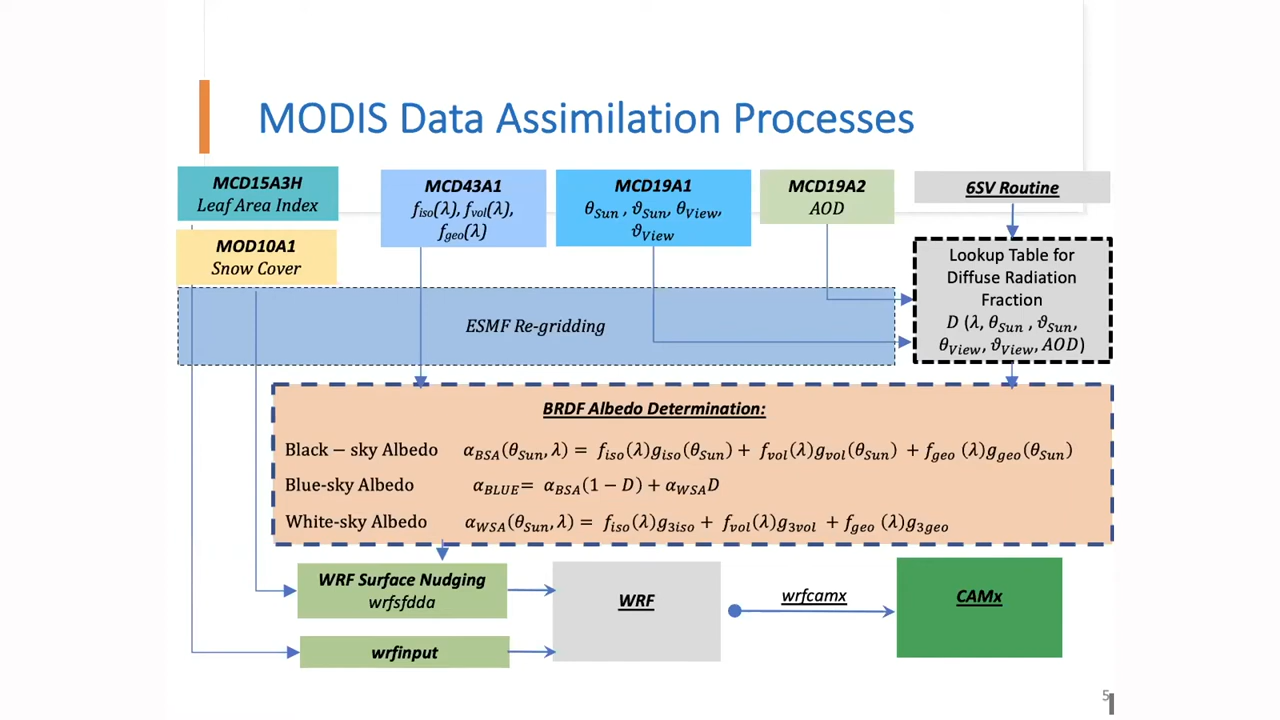 MODIS Data Assimilation Processes
MCD15A3H
Leaf Area Index
MOD10A1
Snow Cover
MCD43A1
f_iso(λ), f_vol(λ),
f_geo(λ)
MCD19A1
θ_Sun , ϑ_Sun, θ_View,
ϑ_View
MCD19A2
AOD
6SV Routine
Lookup Table for
Diffuse Radiation
Fraction
D (λ, θ_Sun , ϑ_Sun,
θ_View, ϑ_View, AOD)
ESMF Re-gridding
BRDF Albedo Determination:
Black − sky Albedo α_BSA(θ_Sun, λ) = f_iso(λ)g_iso(θ_Sun) + f_vol(λ)g_vol(θ_Sun) + f_geo (λ)g_geo(θ_Sun)
Blue-sky Albedo α_BLUE= α_BSA(1 − D) + α_WSA D
White-sky Albedo α_WSA(θ_Sun, λ) = f_iso(λ)g_3iso + f_vol(λ)g_3vol + f_geo (λ)g_3geo
WRF Surface Nudging
wrfsfdda
wrfinput
WRF
wrfcamx
CAMx
5